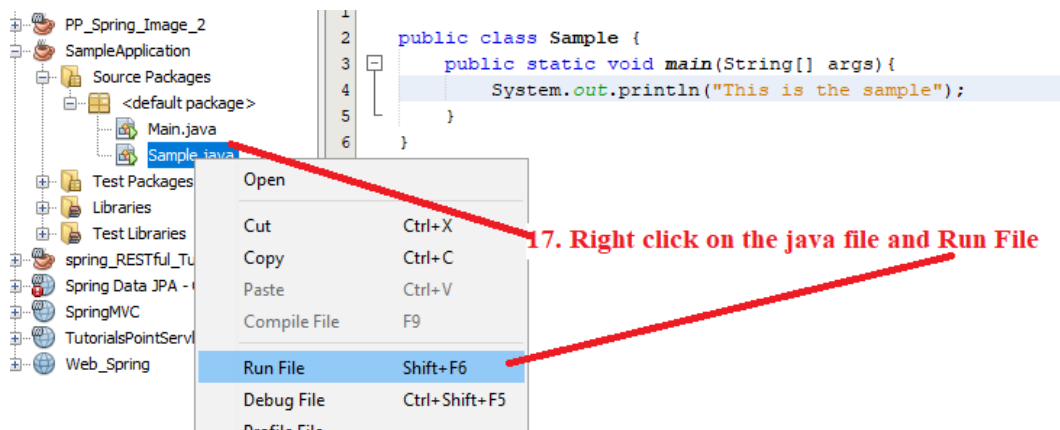 PP_Spring_Image_2
SampleApplication
Source Packages
<default package>
Main.java
Sample.java
Test Packages
Libraries
Test Libraries
spring_RESTful_Tu
Spring Data JPA -
SpringMVC
TutorialsPointServl
Web_Spring
1
2 public class Sample {
3 public static void main(String[] args){
4 System.out.println("This is the sample");
5 }
6 }
Open
Cut Ctrl+X
Copy Ctrl+C
Paste Ctrl+V
Compile File F9
Run File Shift+F6
Debug File Ctrl+Shift+F5
Profile File
17. Right click on the java file and Run File